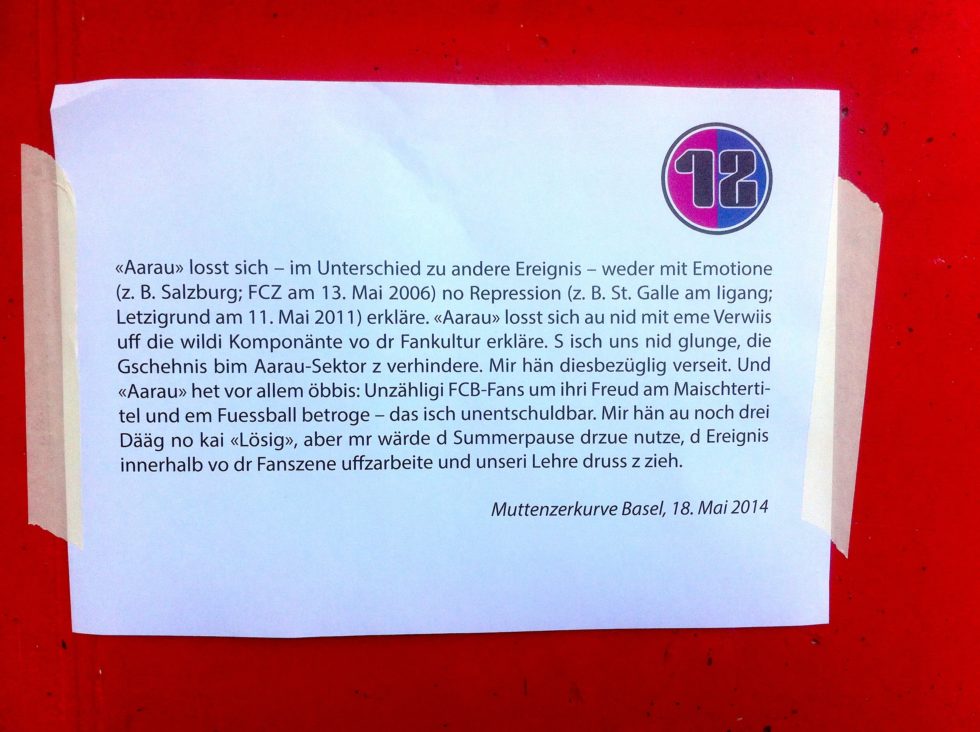 12
«Aarau» losst sich – im Unterschied zu andere Ereignis – weder mit Emotione
(z. B. Salzburg; FCZ am 13. Mai 2006) no Repression (z. B. St. Galle am Iigang;
Letzigrund am 11. Mai 2011) erkläre. «Aarau» losst sich au nid mit eme Verwiis
uff die wildi Komponänte vo dr Fankultur erkläre. S isch uns nid glunge, die
Gschehnis bim Aarau-Sektor z verhindere. Mir hän diesbezüglig verseit. Und
«Aarau» het vor allem öbbis: Unzähligi FCB-Fans um ihri Freud am Maischterti-
tel und em Fuessball betroge – das isch unentschuldbar. Mir hän au noch drei
Dääg no kai «Lösig», aber mr wärde d Summerpause drzue nutze, d Ereignis
innerhalb vo dr Fanszene uffzarbeite und unseri Lehre druss z zieh.
Muttenzerkurve Basel, 18. Mai 2014